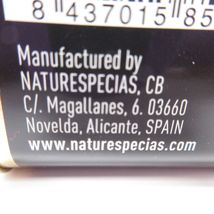 8 437015 85
Manufactured by
NATURESPECIAS, CB
C/. Magallanes, 6. 03660
Novelda, Alicante, SPAIN
www.naturespecias.com